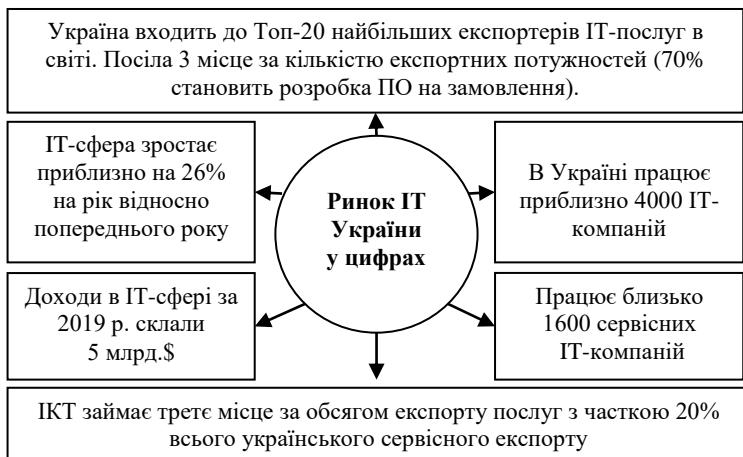 Україна входить до Топ-20 найбільших експортерів ІТ-послуг в
світі. Посіла 3 місце за кількістю експортних потужностей (70%
становить розробка ПО на замовлення).
ІТ-сфера зростає
приблизно на 26%
на рік відносно
попереднього року
Ринок ІТ
України
у цифрах
В Україні працює
приблизно 4000 ІТ-
компаній
Доходи в ІТ-сфері за
2019 р. склали
5 млрд.$
Працює близько
1600 сервісних
ІТ-компаній
ІКТ займає третє місце за обсягом експорту послуг з часткою 20%
всього українського сервісного експорту